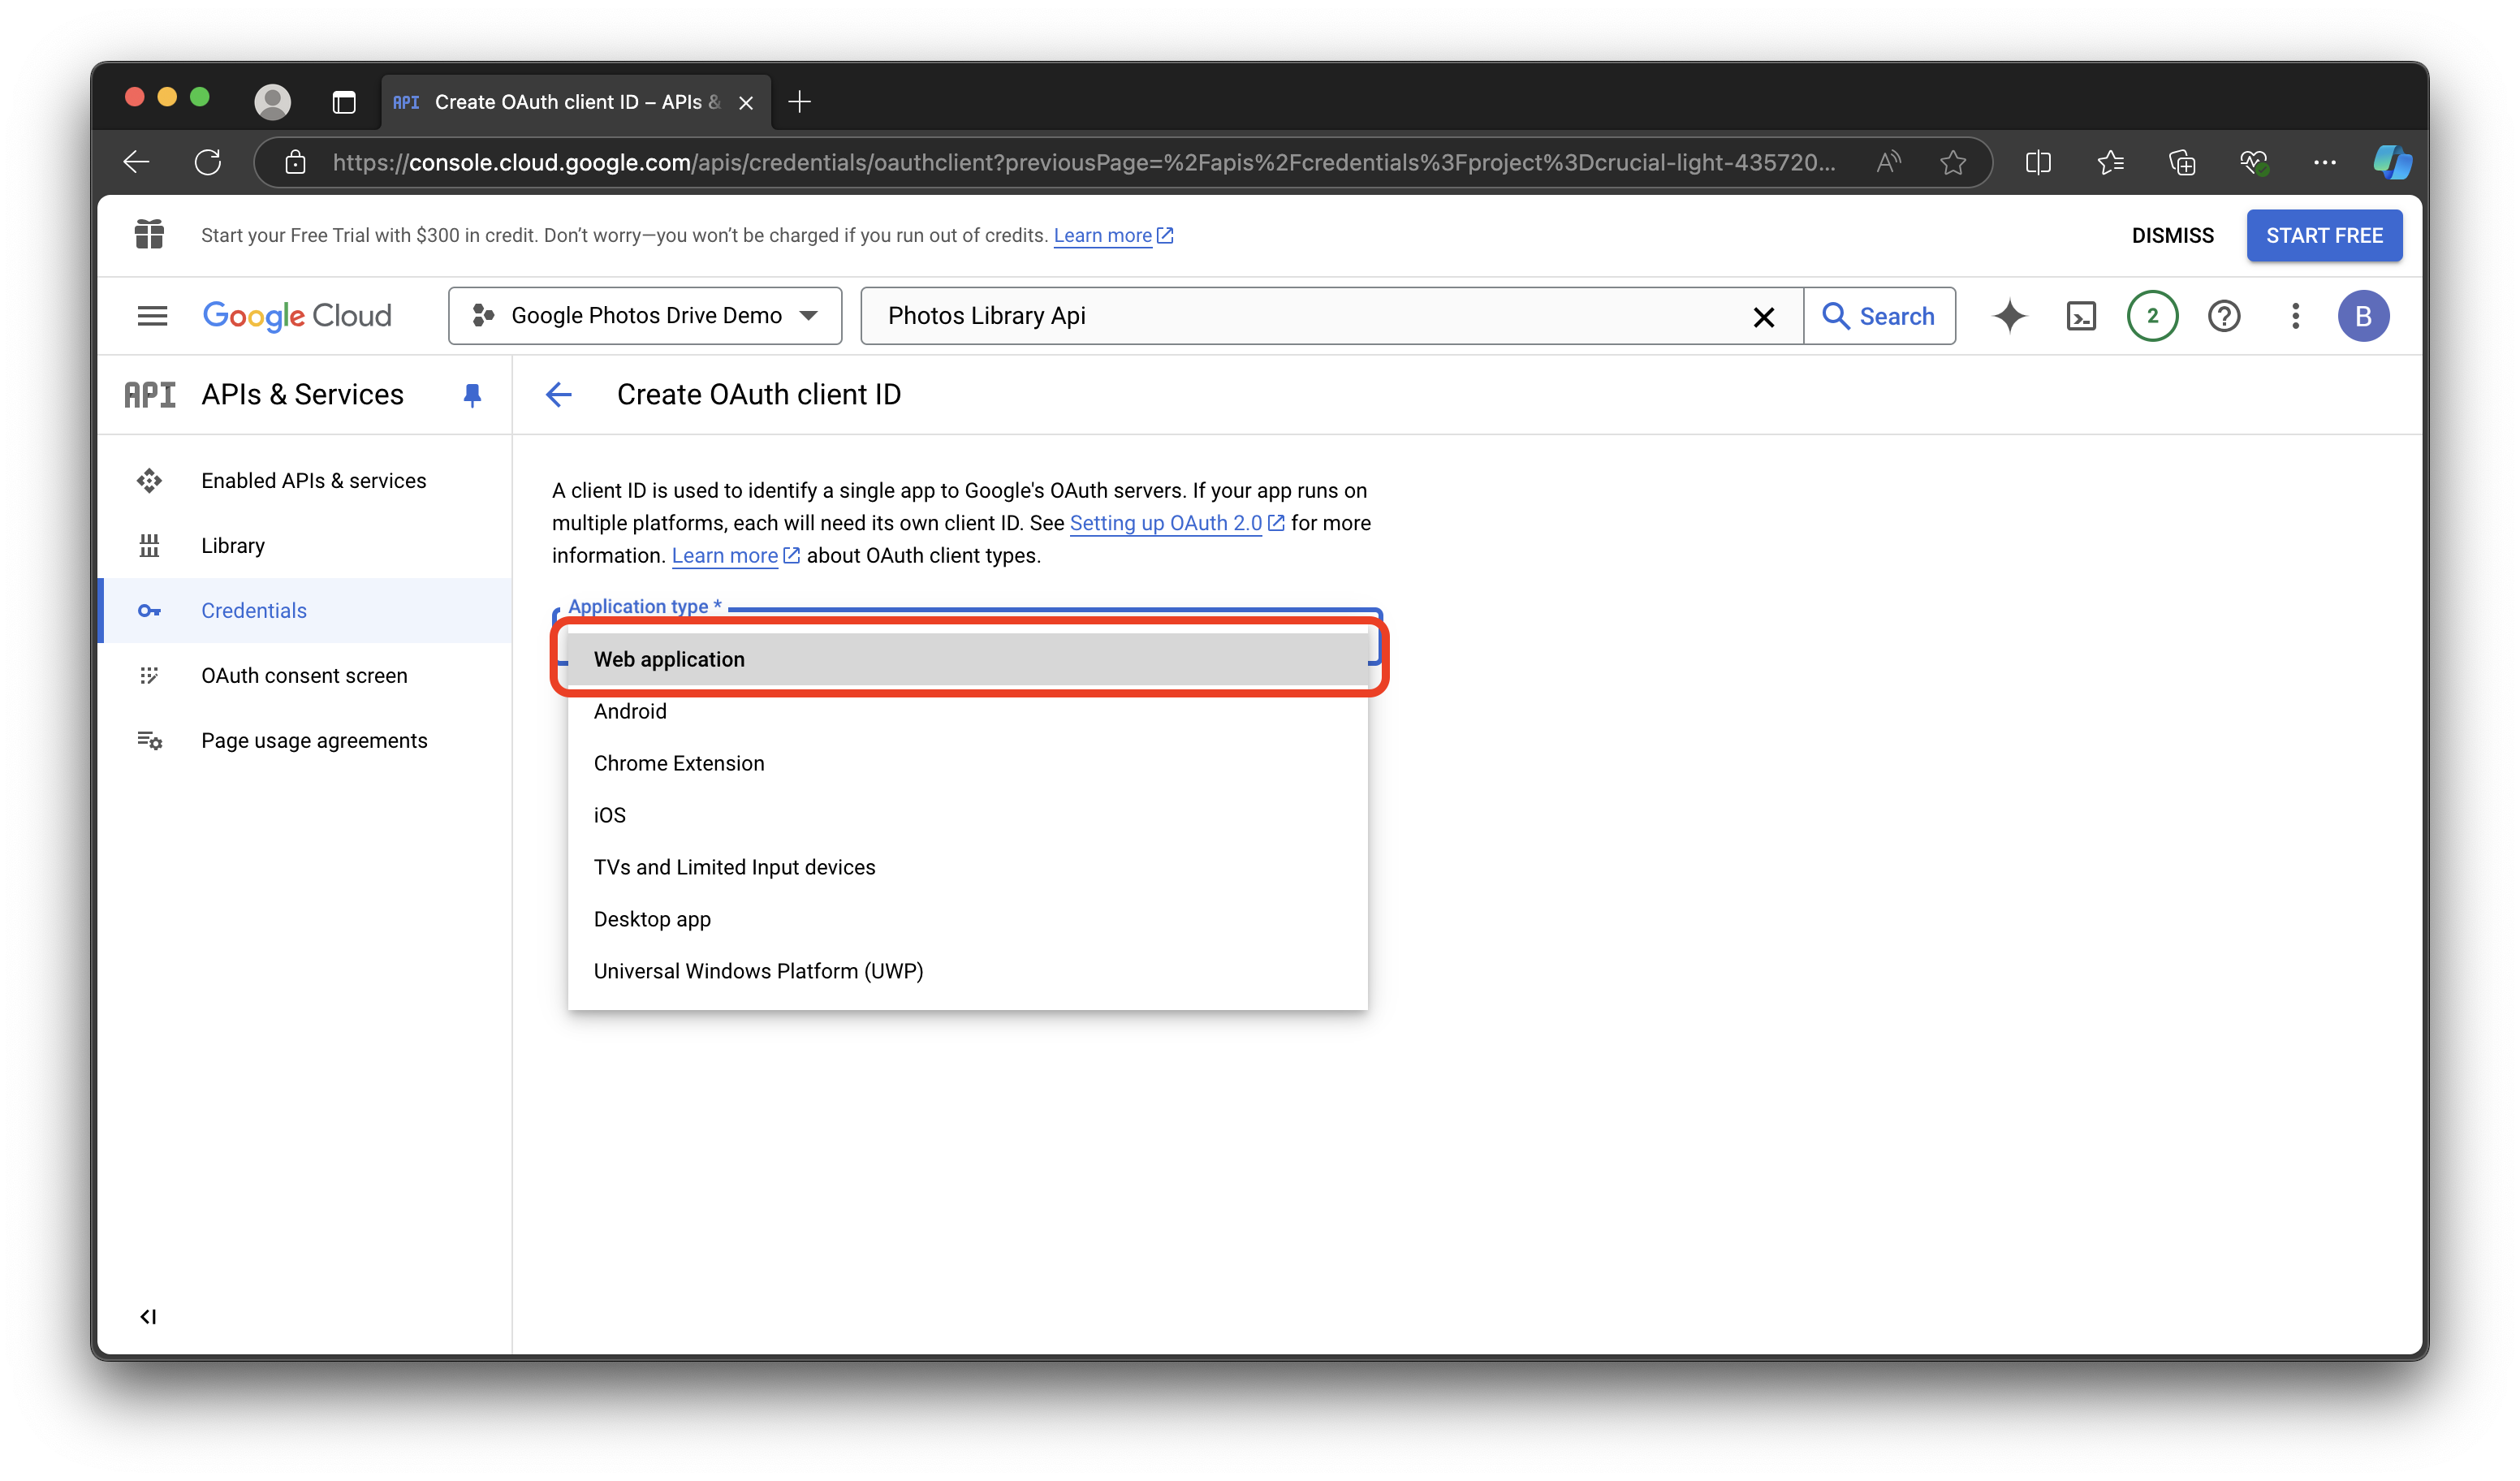 API Create OAuth client ID – APIs &
https://console.cloud.google.com/apis/credentials/oauthclient?previousPage=%2Fapis%2Fcredentials%3Fproject%3Dcrucial-light-435720...
Start your Free Trial with $300 in credit. Don’t worry—you won’t be charged if you run out of credits. Learn more
DISMISS
START FREE
Google Cloud
Google Photos Drive Demo
Photos Library Api
Search
2
B
API APIs & Services
Create OAuth client ID
Enabled APIs & services
Library
Credentials
OAuth consent screen
Page usage agreements
A client ID is used to identify a single app to Google's OAuth servers. If your app runs on
multiple platforms, each will need its own client ID. See Setting up OAuth 2.0 for more
information. Learn more about OAuth client types.
Application type *
Web application
Android
Chrome Extension
iOS
TVs and Limited Input devices
Desktop app
Universal Windows Platform (UWP)